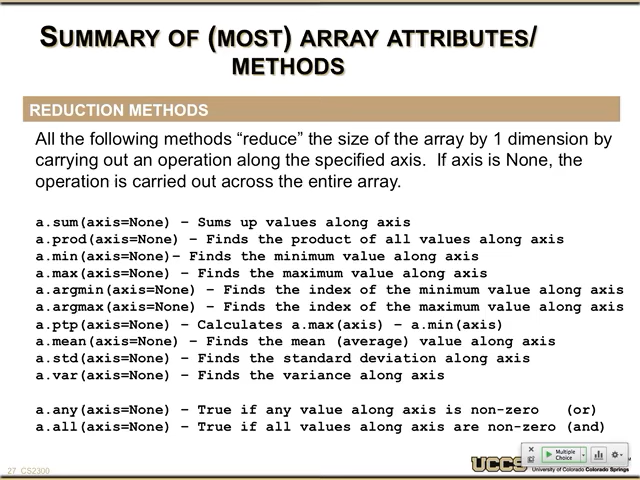 SUMMARY OF (MOST) ARRAY ATTRIBUTES/
METHODS
REDUCTION METHODS
All the following methods “reduce” the size of the array by 1 dimension by
carrying out an operation along the specified axis.  If axis is None, the
operation is carried out across the entire array.
a.sum(axis=None) – Sums up values along axis
a.prod(axis=None) – Finds the product of all values along axis
a.min(axis=None)– Finds the minimum value along axis
a.max(axis=None) – Finds the maximum value along axis
a.argmin(axis=None) – Finds the index of the minimum value along axis
a.argmax(axis=None) – Finds the index of the maximum value along axis
a.ptp(axis=None) – Calculates a.max(axis) – a.min(axis)
a.mean(axis=None) – Finds the mean (average) value along axis
a.std(axis=None) – Finds the standard deviation along axis
a.var(axis=None) – Finds the variance along axis
a.any(axis=None) – True if any value along axis is non-zero   (or)
a.all(axis=None) – True if all values along axis are non-zero (and)
Multiple
Choice
27 CS2300
UCCS
University of Colorado Colorado Springs